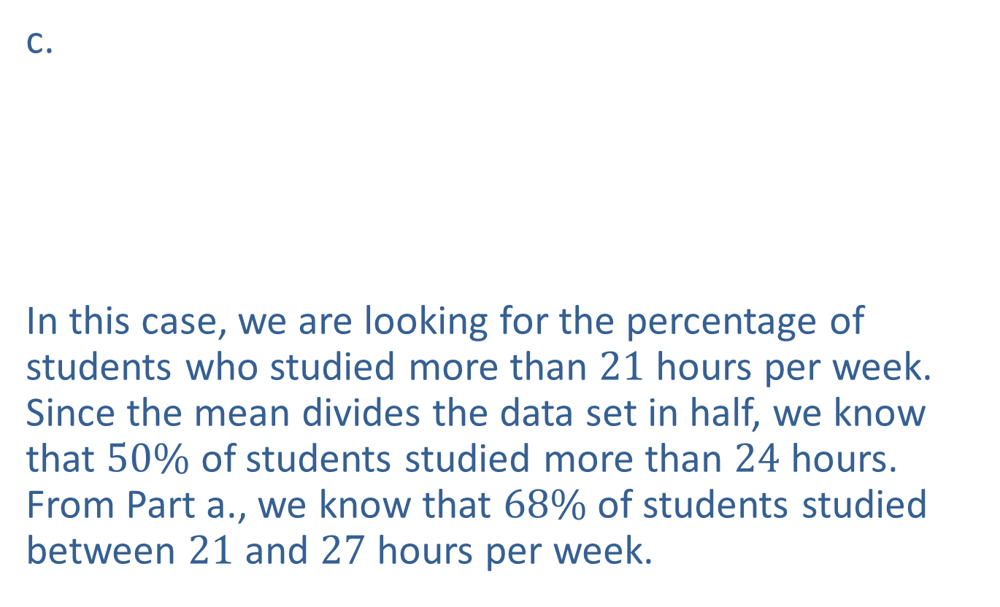 c.
In this case, we are looking for the percentage of
students who studied more than 21 hours per week.
Since the mean divides the data set in half, we know
that 50% of students studied more than 24 hours.
From Part a., we know that 68% of students studied
between 21 and 27 hours per week.